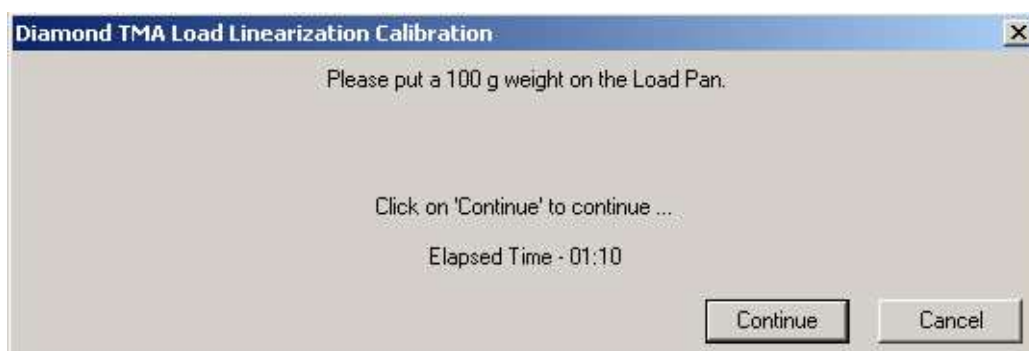 Diamond TMA Load Linearization Calibration
Please put a 100 g weight on the Load Pan.
Click on 'Continue' to continue ...
Elapsed Time - 01:10
Continue
Cancel